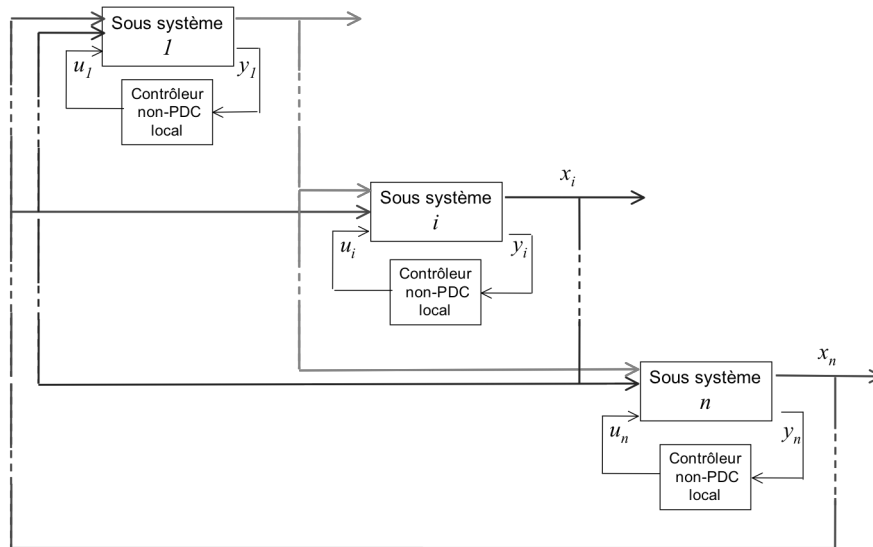 Sous système
1
u1
y1
Contrôleur
non-PDC
local
xi
Sous système
i
ui
yi
Contrôleur
non-PDC
local
xn
Sous système
n
un
yn
Contrôleur
non-PDC
local